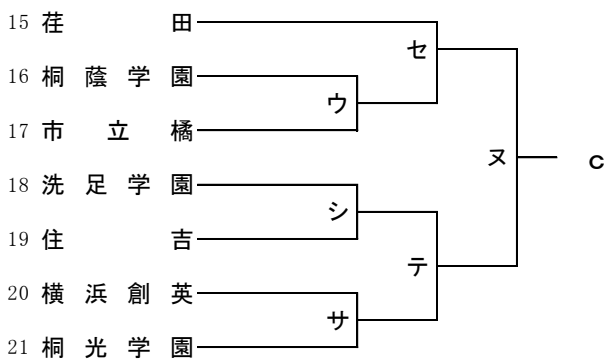 15 荏田
セ
16 桐蔭学園
ウ
17 市立橘
ヌ C
18 洗足学園
シ
19 住吉
テ
20 横浜創英
サ
21 桐光学園